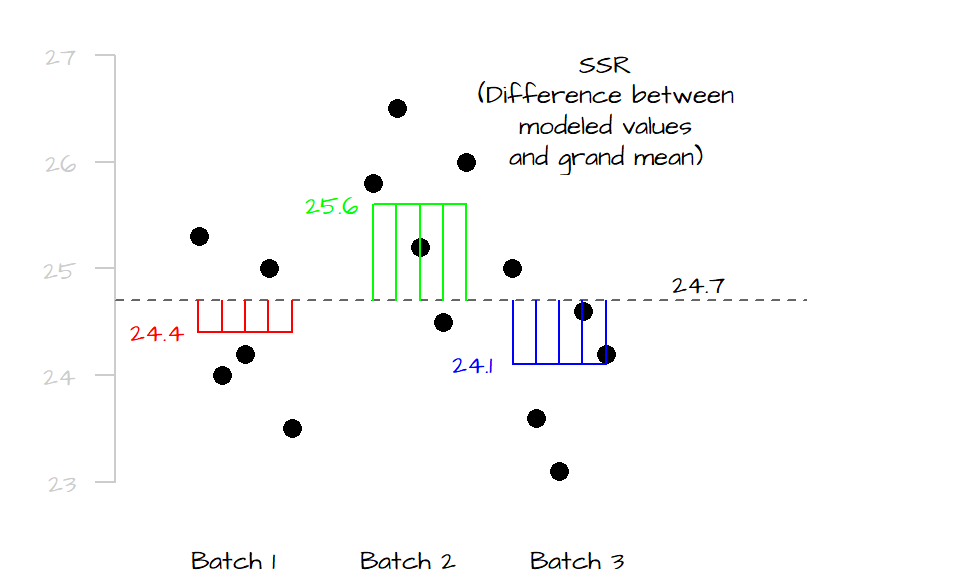 27
SSR
(Difference between
modeled values
and grand mean)
26
25.6
25
24.7
24.4
24.1
24
23
Batch 1
Batch 2
Batch 3